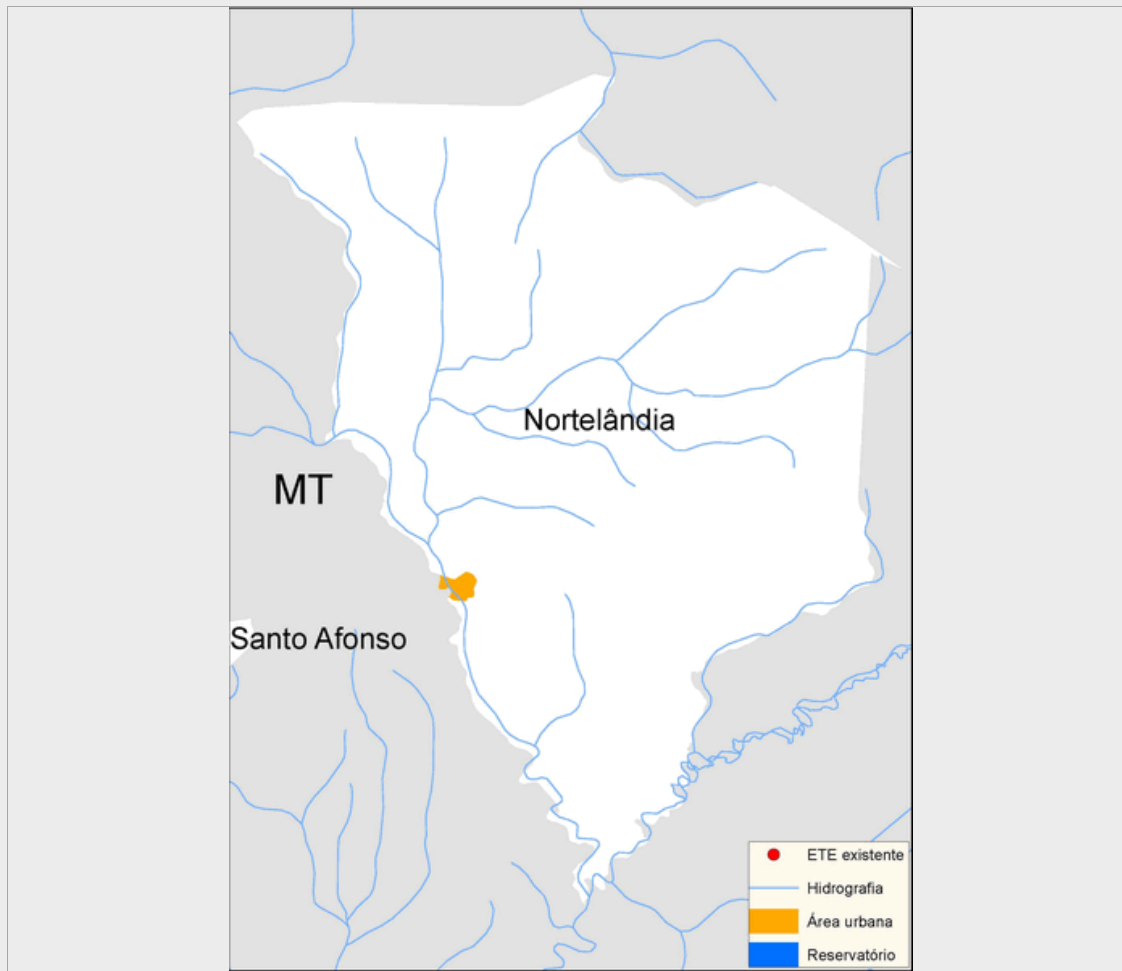 Nortelândia
MT
Santo Afonso
ETE existente
Hidrografia
Área urbana
Reservatório